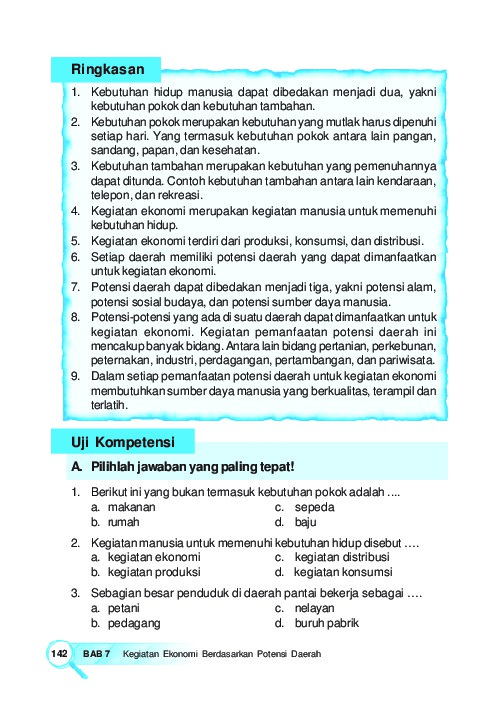 Ringkasan
1. Kebutuhan hidup manusia dapat dibedakan menjadi dua, yakni
kebutuhan pokok dan kebutuhan tambahan.
2. Kebutuhan pokok merupakan kebutuhan yang mutlak harus dipenuhi
setiap hari. Yang termasuk kebutuhan pokok antara lain pangan,
sandang, papan, dan kesehatan.
3. Kebutuhan tambahan merupakan kebutuhan yang pemenuhannya
dapat ditunda. Contoh kebutuhan tambahan antara lain kendaraan,
telepon, dan rekreasi.
4. Kegiatan ekonomi merupakan kegiatan manusia untuk memenuhi
kebutuhan hidup.
5. Kegiatan ekonomi terdiri dari produksi, konsumsi, dan distribusi.
6. Setiap daerah memiliki potensi daerah yang dapat dimanfaatkan
untuk kegiatan ekonomi.
7. Potensi daerah dapat dibedakan menjadi tiga, yakni potensi alam,
potensi sosial budaya, dan potensi sumber daya manusia.
8. Potensi-potensi yang ada di suatu daerah dapat dimanfaatkan untuk
kegiatan ekonomi. Kegiatan pemanfaatan potensi daerah ini
mencakup banyak bidang. Antara lain bidang pertanian, perkebunan,
peternakan, industri, perdagangan, pertambangan, dan pariwisata.
9. Dalam setiap pemanfaatan potensi daerah untuk kegiatan ekonomi
membutuhkan sumber daya manusia yang berkualitas, terampil dan
terlatih.
Uji Kompetensi
A. Pilihlah jawaban yang paling tepat!
1. Berikut ini yang bukan termasuk kebutuhan pokok adalah ....
a. makanan c. sepeda
b. rumah d. baju
2. Kegiatan manusia untuk memenuhi kebutuhan hidup disebut ….
a. kegiatan ekonomi c. kegiatan distribusi
b. kegiatan produksi d. kegiatan konsumsi
3. Sebagian besar penduduk di daerah pantai bekerja sebagai ….
a. petani c. nelayan
b. pedagang d. buruh pabrik
142 BAB 7 Kegiatan Ekonomi Berdasarkan Potensi Daerah